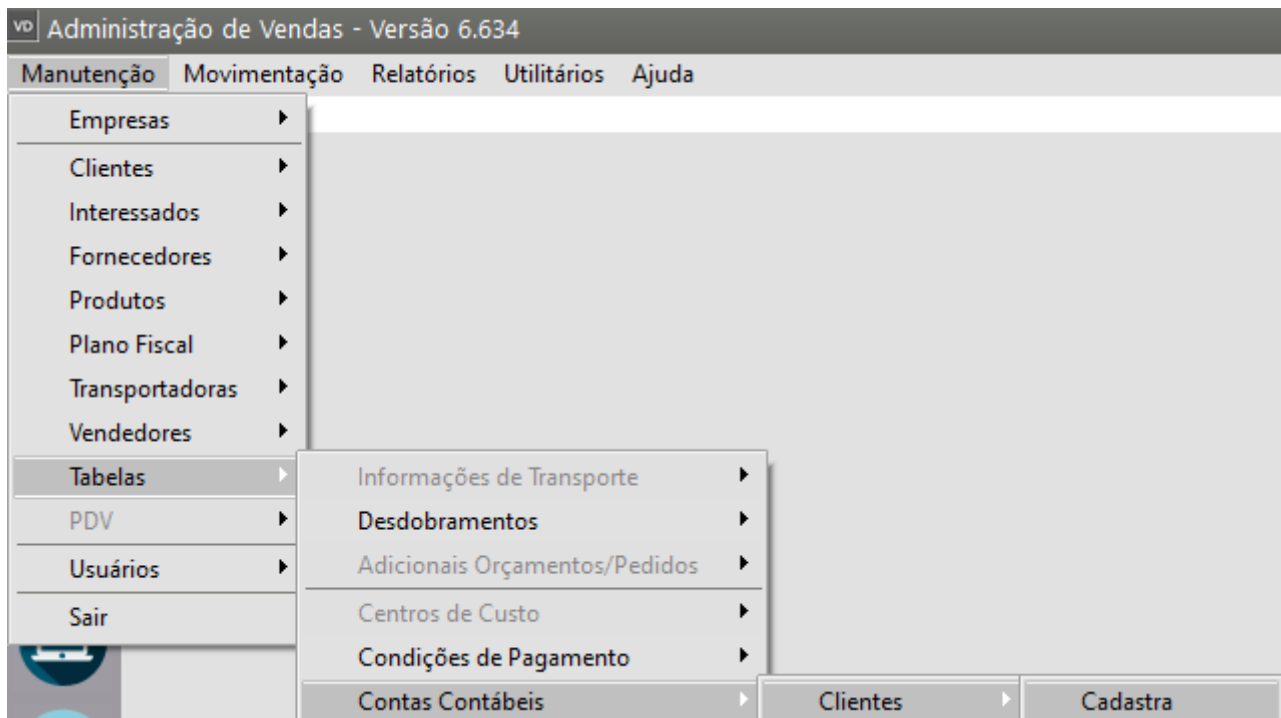 VD Administração de Vendas - Versão 6.634
Manutenção Movimentação Relatórios Utilitários Ajuda
Empresas
Clientes
Interessados
Fornecedores
Produtos
Plano Fiscal
Transportadoras
Vendedores
Tabelas
PDV
Usuários
Sair
Informações de Transporte
Desdobramentos
Adicionais Orçamentos/Pedidos
Centros de Custo
Condições de Pagamento
Contas Contábeis
Clientes
Cadastra